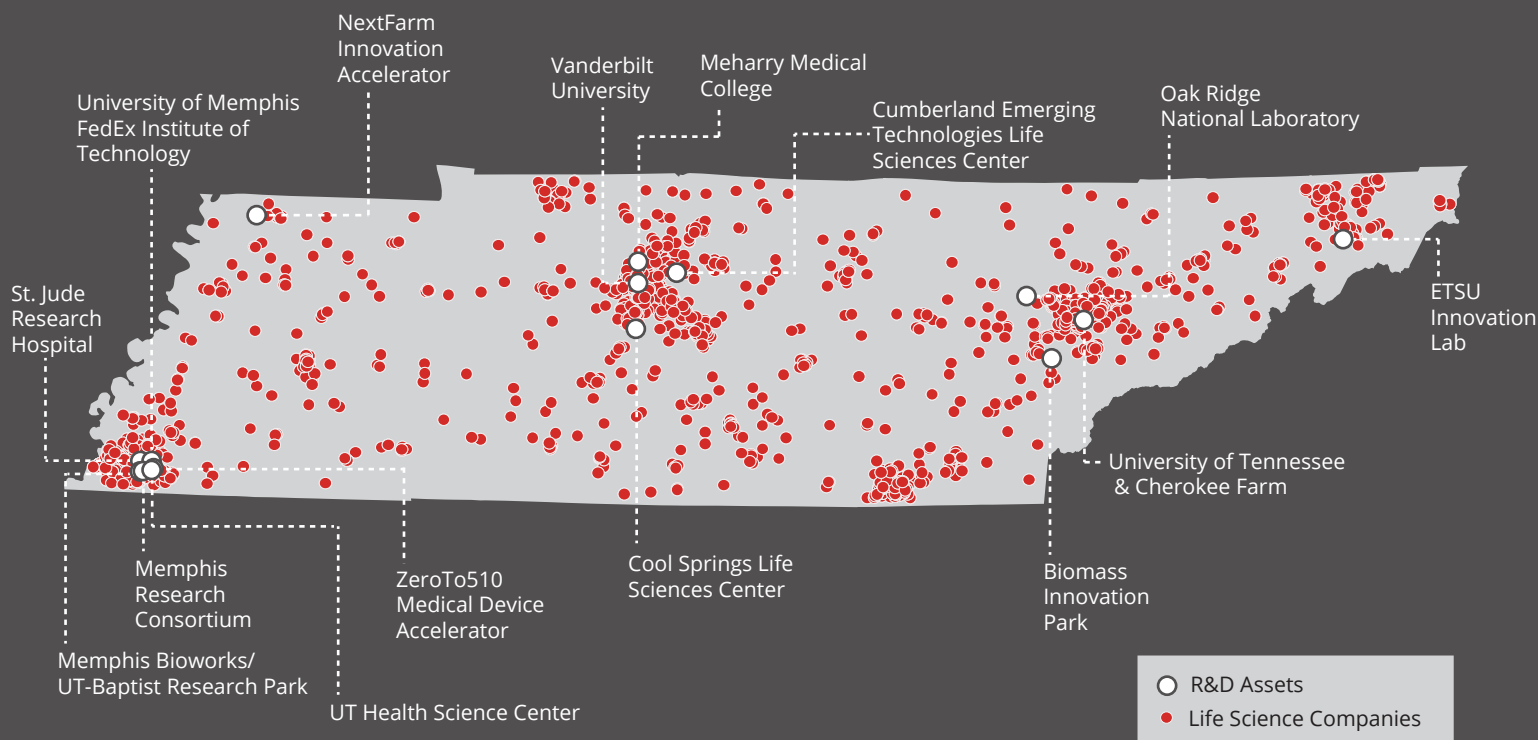 NextFarm
Innovation
Accelerator
University of Memphis
FedEx Institute of
Technology
Vanderbilt
University
Meharry Medical
College
Cumberland Emerging
Technologies Life
Sciences Center
Oak Ridge
National Laboratory
St. Jude
Research
Hospital
ETSU
Innovation
Lab
University of Tennessee
& Cherokee Farm
Memphis
Research
Consortium
ZeroTo510
Medical Device
Accelerator
Cool Springs Life
Sciences Center
Biomass
Innovation
Park
Memphis Bioworks/
UT-Baptist Research Park
UT Health Science Center
R&D Assets
Life Science Companies